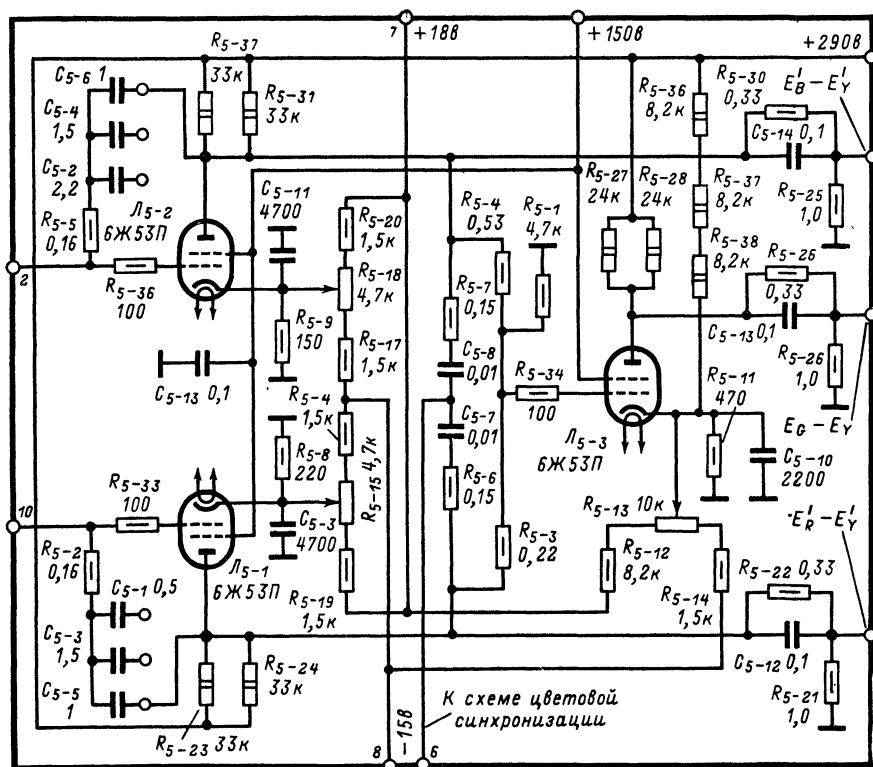 7
+18в
+150в
+290в
R5-37
33к
C5-6 1
C5-4
1,5
C5-2
2,2
R5-31
33к
R5-36
8,2к
R5-30
0,33
E'B–E'Y
C5-14 0,1
Л5-2
6Ж53П
R5-5
0,16
C5-11
4700
R5-20
1,5к
R5-4
0,53
R5-1
4,7к
R5-27
24к
R5-28
24к
R5-37
8,2к
R5-25
1,0
2
R5-36
100
R5-18
4,7к
R5-7
0,15
R5-38
8,2к
R5-26
0,33
R5-9
150
R5-17
1,5к
C5-8
0,01
C5-13 0,1
C5-13 0,1
R5-34
100
R5-11
470
R5-26
1,0
R5-4
1,5к
C5-7
0,01
Л5-3
6Ж53П
EG–EY
R5-8
220
R5-15 4,7к
R5-6
0,15
C5-10
2200
10
R5-33
100
C5-3
4700
R5-13
10к
E'R–E'Y
R5-2
0,16
Л5-1
6Ж53П
R5-3
0,22
R5-12
8,2к
R5-22 0,33
C5-1 0,5
R5-19
1,5к
R5-14
1,5к
C5-3
1,5
C5-5
1
R5-24
33к
C5-12 0,1
R5-21
1,0
К схеме цветовой
синхронизации
R5-23 33к
8
–15в
6